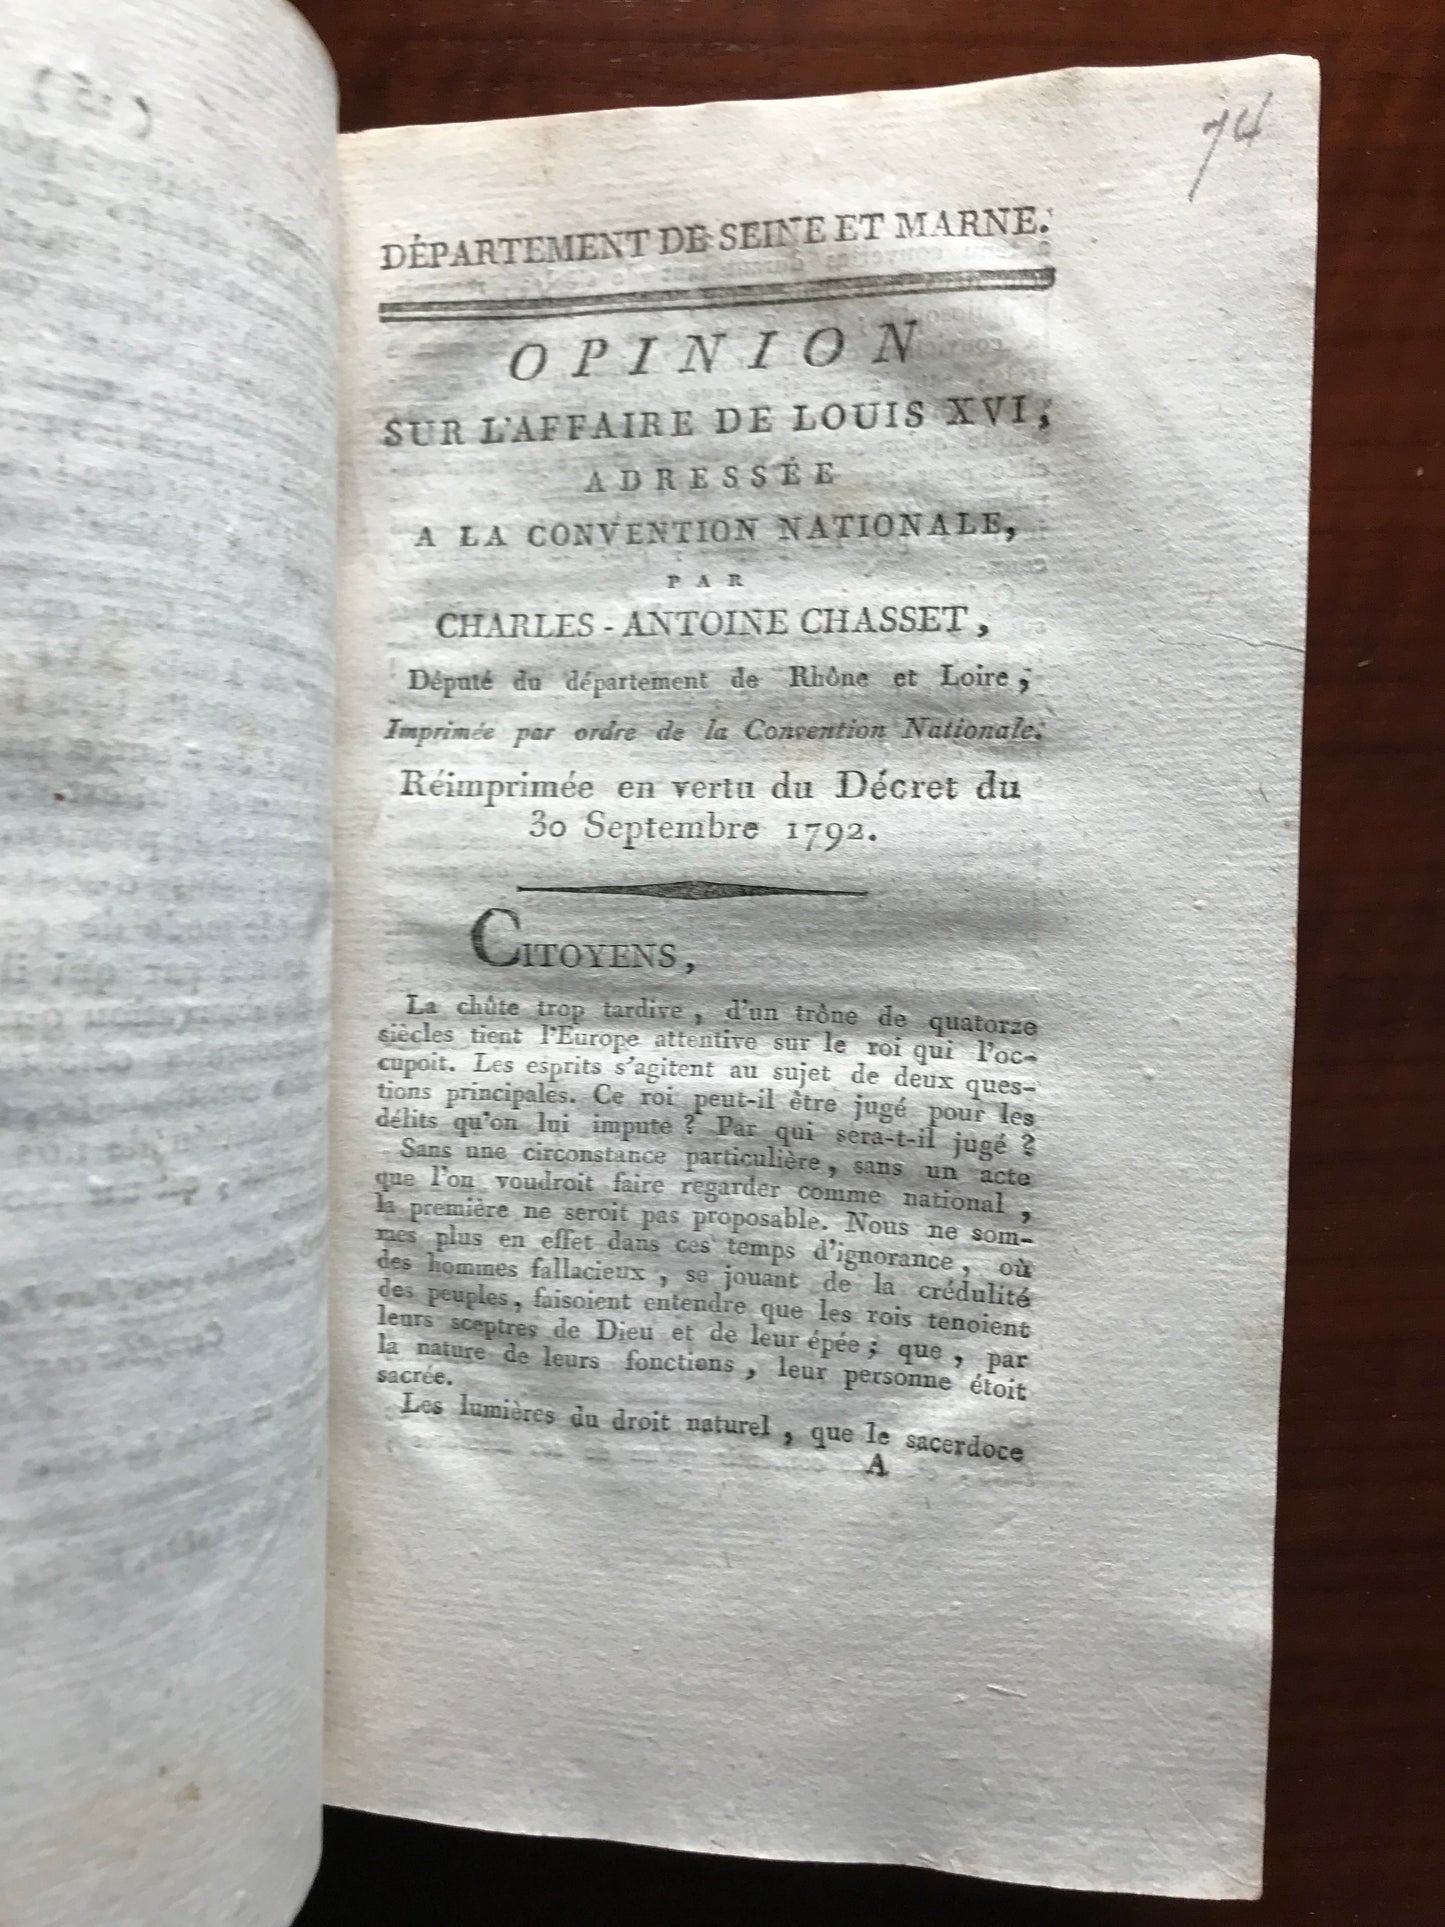 74
DÉPARTEMENT DE SEINE ET MARNE.
OPINION
SUR L'AFFAIRE DE LOUIS XVI,
ADRESSÉE
A LA CONVENTION NATIONALE,
PAR
CHARLES-ANTOINE CHASSET,
Député du département de Rhône et Loire;
Imprimée par ordre de la Convention Nationale.
Réimprimée en vertu du Décret du
30 Septembre 1792.
CITOYENS,
La chûte trop tardive, d'un trône de quatorze
siècles tient l'Europe attentive sur le roi qui l'oc-
cupoit. Les esprits s'agitent au sujet de deux ques-
tions principales. Ce roi peut-il être jugé pour les
délits qu'on lui impute? Par qui sera-t-il jugé?
Sans une circonstance particulière, sans un acte
que l'on voudroit faire regarder comme national,
la première ne seroit pas proposable. Nous ne som-
mes plus en effet dans ces temps d'ignorance, où
des hommes fallacieux, se jouant de la crédulité
des peuples, faisoient entendre que les rois tenoient
leurs sceptres de Dieu et de leur épée; que, par
la nature de leurs fonctions, leur personne étoit
sacrée.
Les lumières du droit naturel, que le sacerdoce
A